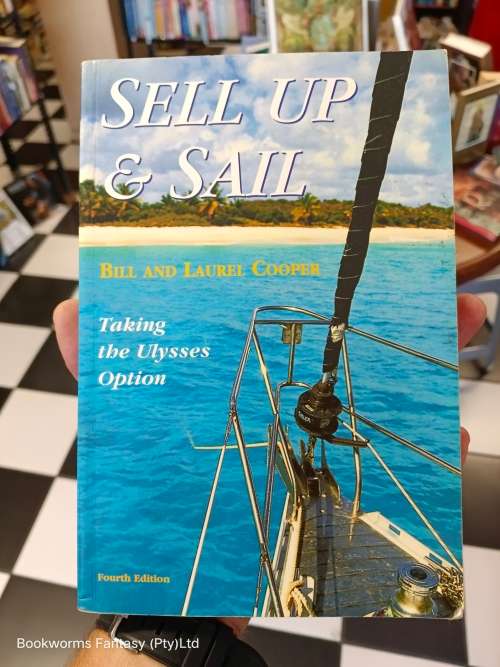 SELL UP
& SAIL
BILL AND LAUREL COOPER
Taking
the Ulysses
Option
Fourth Edition
Bookworms Fantasy (Pty)Ltd